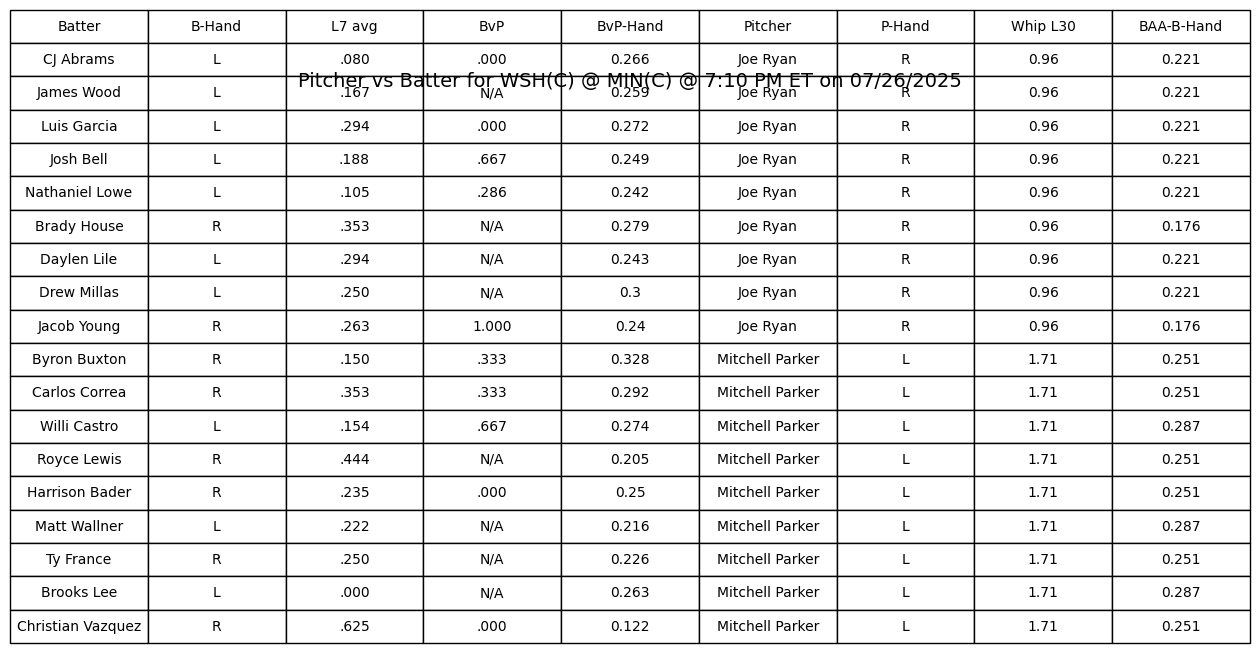 Batter B-Hand L7 avg BvP BvP-Hand Pitcher P-Hand Whip L30 BAA-B-Hand
CJ Abrams L .080 .000 0.266 Joe Ryan R 0.96 0.221
Pitcher vs Batter for WSH(C) @ MIN(C) @ 7:10 PM ET on 07/26/2025
James Wood L .167 N/A 0.259 Joe Ryan R 0.96 0.221
Luis Garcia L .294 .000 0.272 Joe Ryan R 0.96 0.221
Josh Bell L .188 .667 0.249 Joe Ryan R 0.96 0.221
Nathaniel Lowe L .105 .286 0.242 Joe Ryan R 0.96 0.221
Brady House R .353 N/A 0.279 Joe Ryan R 0.96 0.176
Daylen Lile L .294 N/A 0.243 Joe Ryan R 0.96 0.221
Drew Millas L .250 N/A 0.3 Joe Ryan R 0.96 0.221
Jacob Young R .263 1.000 0.24 Joe Ryan R 0.96 0.176
Byron Buxton R .150 .333 0.328 Mitchell Parker L 1.71 0.251
Carlos Correa R .353 .333 0.292 Mitchell Parker L 1.71 0.251
Willi Castro L .154 .667 0.274 Mitchell Parker L 1.71 0.287
Royce Lewis R .444 N/A 0.205 Mitchell Parker L 1.71 0.251
Harrison Bader R .235 .000 0.25 Mitchell Parker L 1.71 0.251
Matt Wallner L .222 N/A 0.216 Mitchell Parker L 1.71 0.287
Ty France R .250 N/A 0.226 Mitchell Parker L 1.71 0.251
Brooks Lee L .000 N/A 0.263 Mitchell Parker L 1.71 0.287
Christian Vazquez R .625 .000 0.122 Mitchell Parker L 1.71 0.251